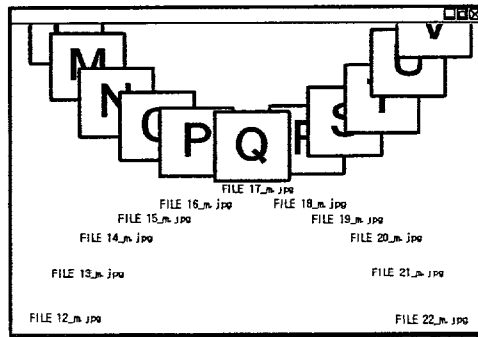 M N O P Q R S T U V
FILE 17_m.jpg
FILE 16_m.jpg FILE 18_m.jpg
FILE 15_m.jpg FILE 19_m.jpg
FILE 14_m.jpg FILE 20_m.jpg
FILE 13_m.jpg FILE 21_m.jpg
FILE 12_m.jpg FILE 22_m.jpg